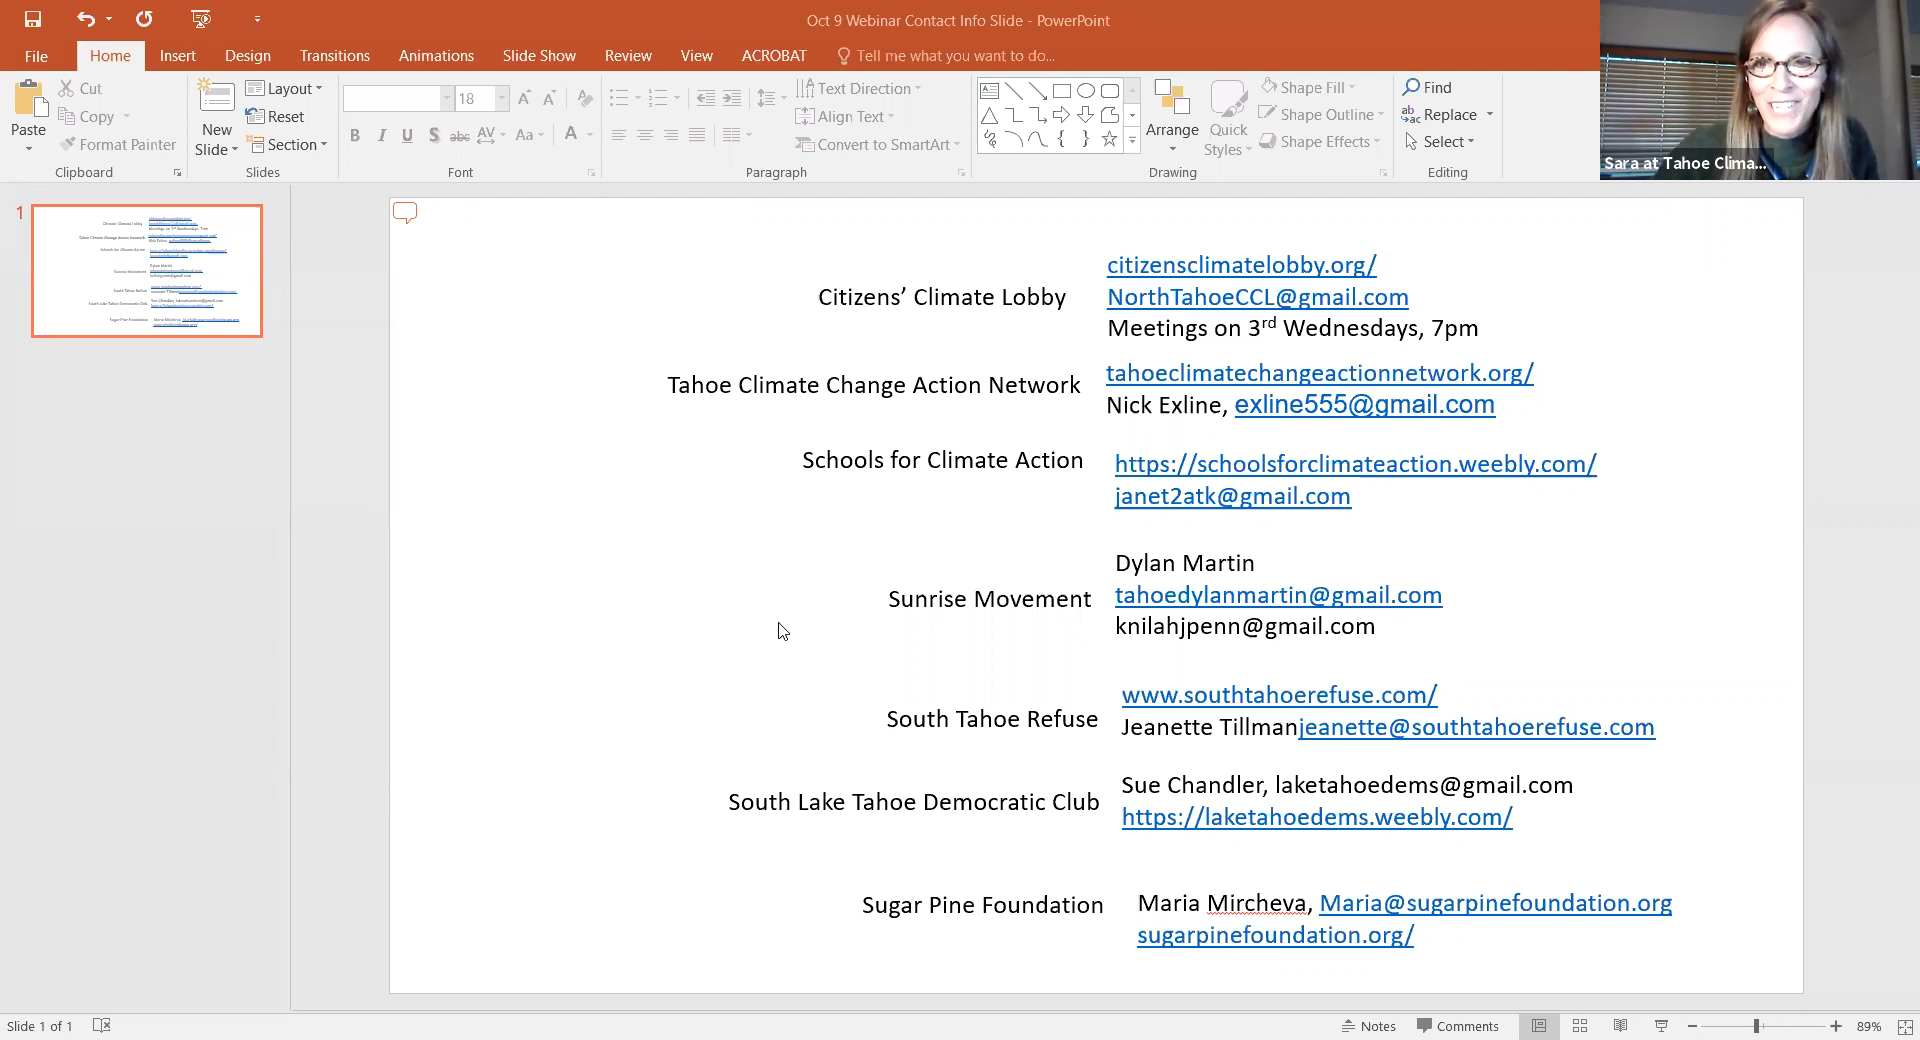 Oct 9 Webinar Contact Info Slide - PowerPoint
File Home Insert Design Transitions Animations Slide Show Review View ACROBAT Tell me what you want to do...
Paste
Cut
Copy
Format Painter
Clipboard
New Slide
Layout
Reset
Section
Slides
18
B I U S abc AV Aa A
Font
Text Direction
Align Text
Convert to SmartArt
Paragraph
Arrange
Quick Styles
Shape Fill
Shape Outline
Shape Effects
Drawing
Find
Replace
Select
Editing
Sara at Tahoe Clima...
1
Citizens’ Climate Lobby
citizensclimatelobby.org/
NorthTahoeCCL@gmail.com
Meetings on 3rd Wednesdays, 7pm
Tahoe Climate Change Action Network
tahoeclimatechangeactionnetwork.org/
Nick Exline, exline555@gmail.com
Schools for Climate Action
https://schoolsforclimateaction.weebly.com/
janet2atk@gmail.com
Sunrise Movement
Dylan Martin
tahoedylanmartin@gmail.com
knilahjpenn@gmail.com
South Tahoe Refuse
www.southtahoerefuse.com/
Jeanette Tillmanjeanette@southtahoerefuse.com
South Lake Tahoe Democratic Club
Sue Chandler, laketahoedems@gmail.com
https://laketahoedems.weebly.com/
Sugar Pine Foundation
Maria Mircheva, Maria@sugarpinefoundation.org
sugarpinefoundation.org/
Slide 1 of 1
Notes
Comments
89%